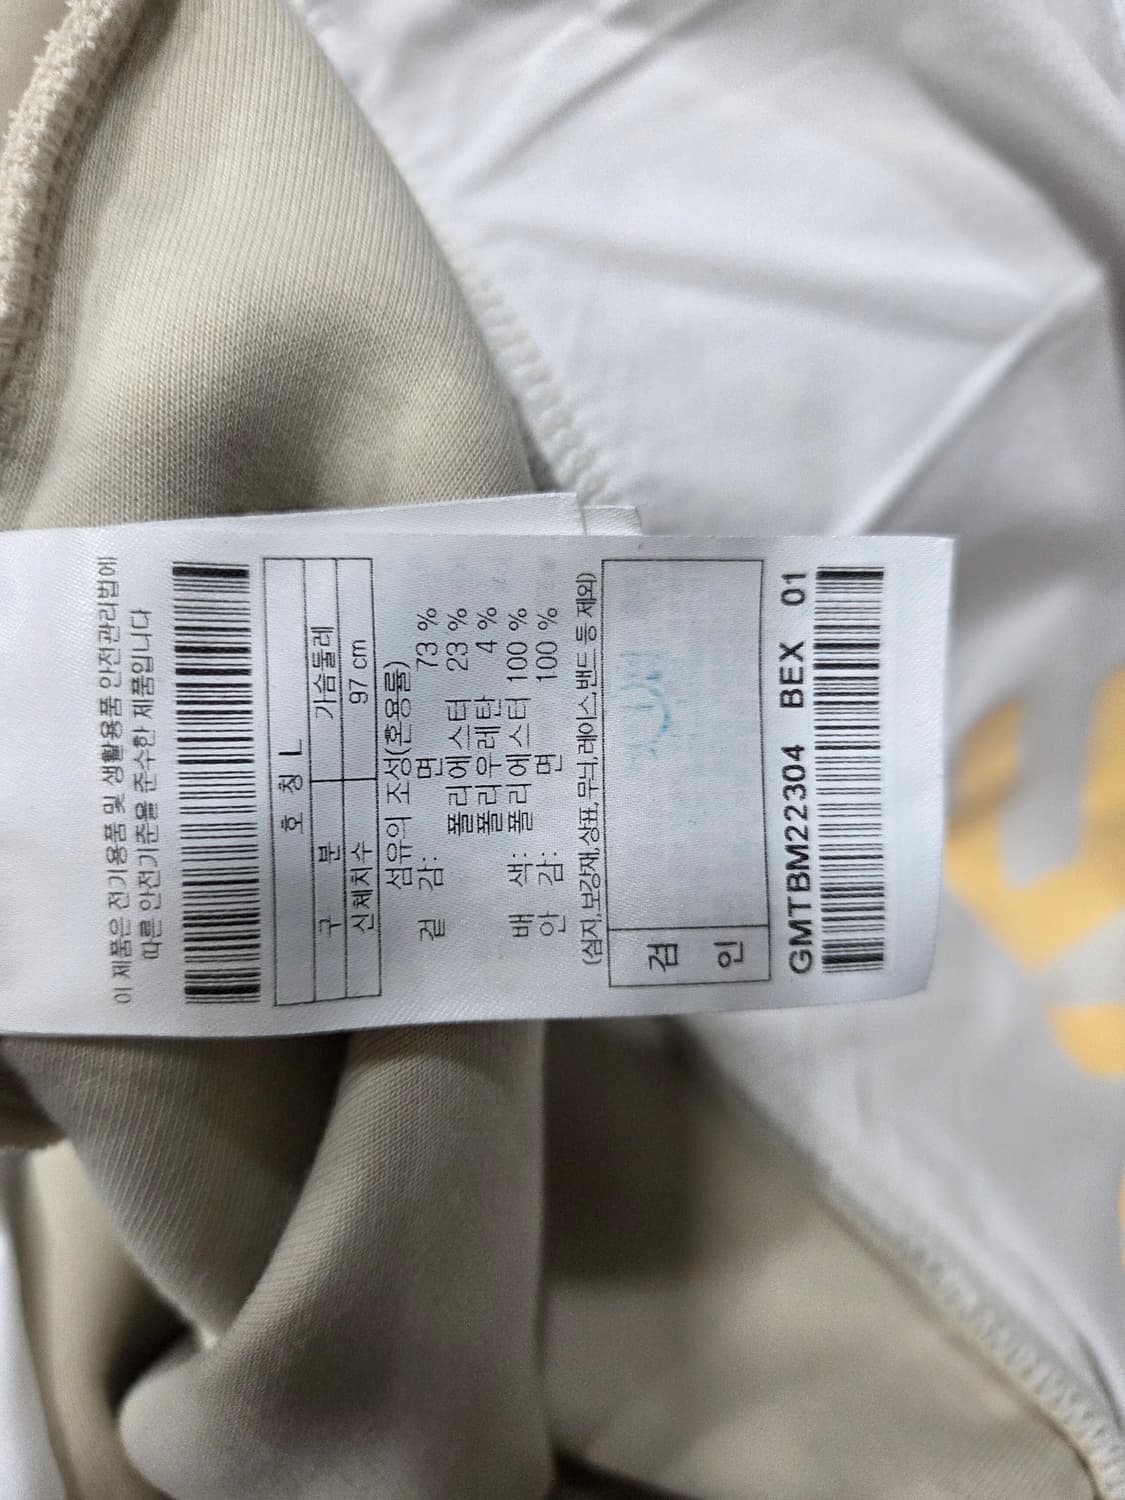 이 제품은 전기용품 및 생활용품 안전관리법에
따른 안전기준을 준수한 제품입니다
호 칭 L
구 분 가슴둘레
신체치수 97 cm
섬유의 조성(혼용률)
겉 감: 면 73 %
폴리에스터 23 %
폴리우레탄 4 %
배 색: 폴리에스터 100 %
안 감: 면 100 %
(심지,보강재,상표,무늬,레이스,밴드 등 제외)
검 인
GMTBM22304 BEX 01